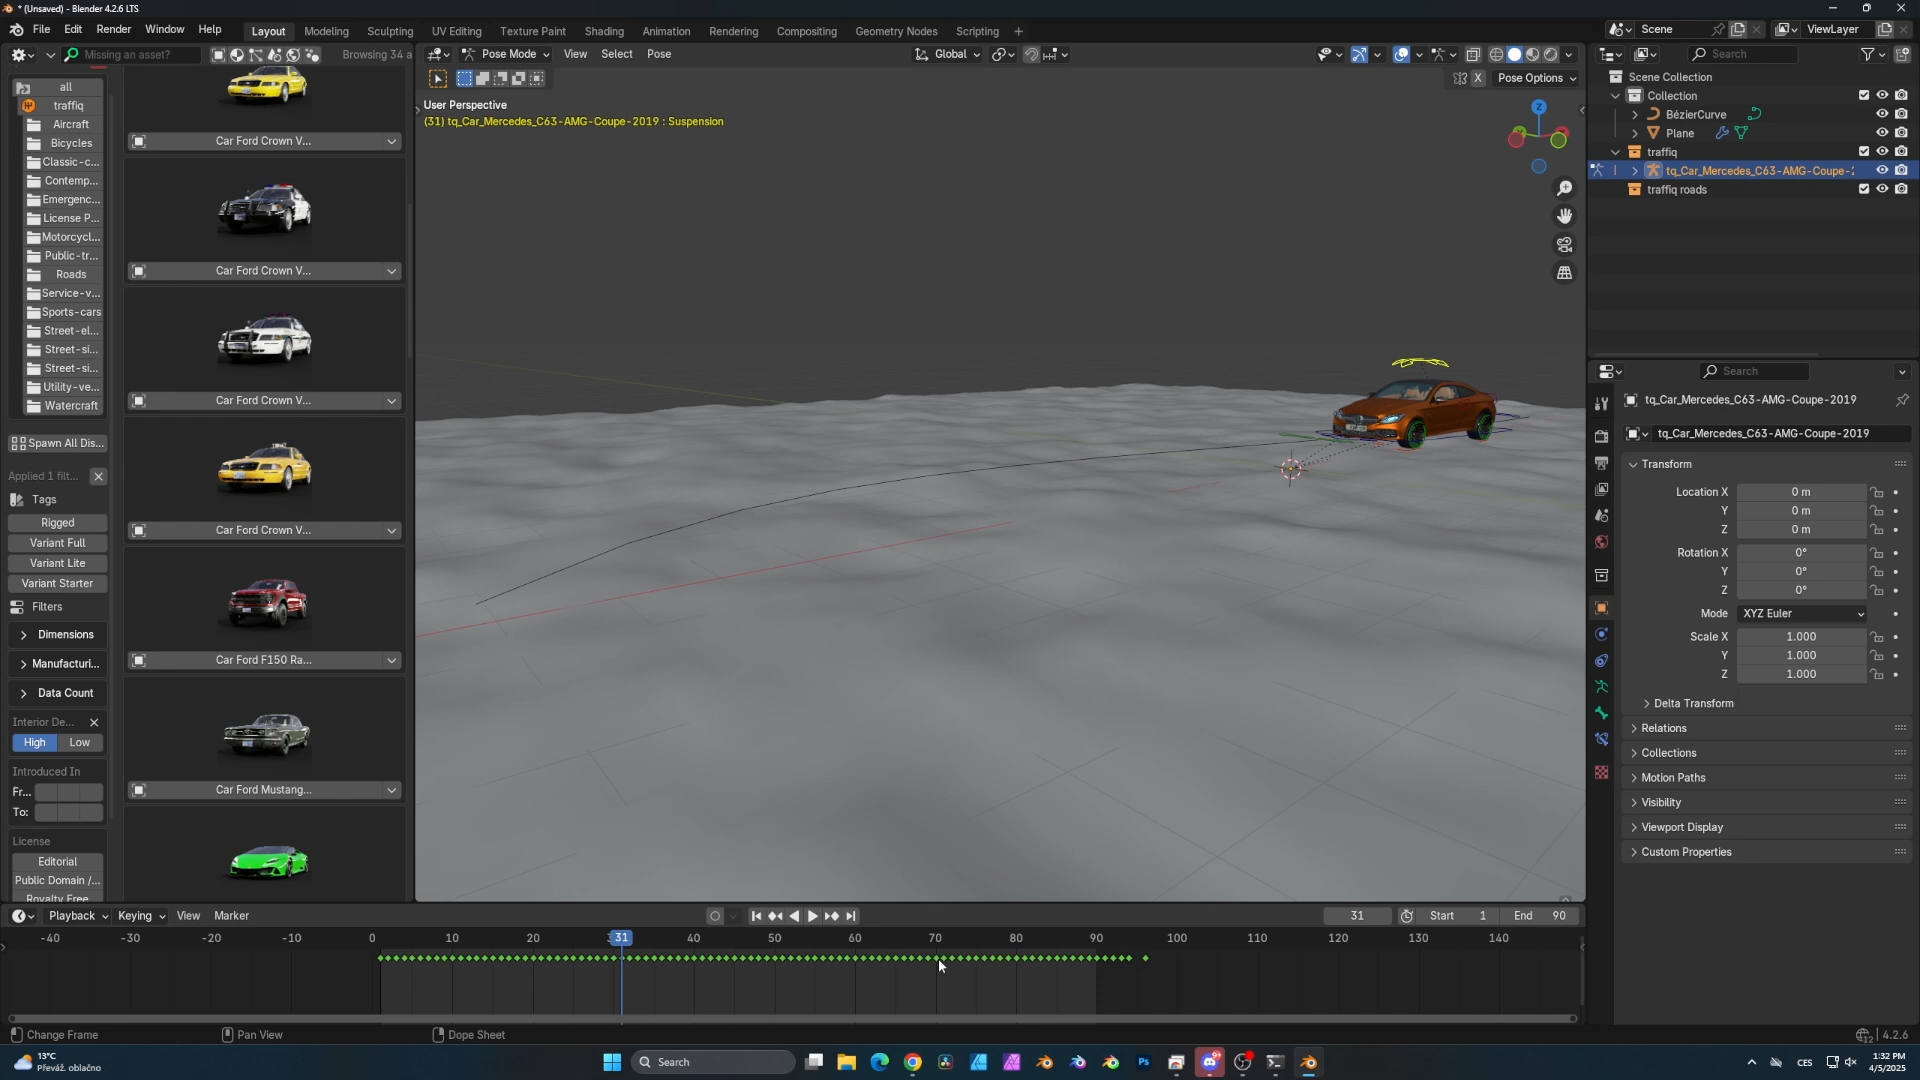 * (Unsaved) - Blender 4.2.6 LTS
File Edit Render Window Help
Layout Modeling Sculpting UV Editing Texture Paint Shading Animation Rendering Compositing Geometry Nodes Scripting +
Scene
ViewLayer
Missing an asset?
Browsing 34 a
Pose Mode View Select Pose
Global
Search
X Pose Options
User Perspective
(31) tq_Car_Mercedes_C63-AMG-Coupe-2019 : Suspension
Z
all
traffiq
Aircraft
Bicycles
Classic-c...
Contemp...
Emergenc...
License P...
Motorcycl...
Public-tr...
Roads
Service-v...
Sports-cars
Street-el...
Street-si...
Street-si...
Utility-ve...
Watercraft
Spawn All Dis...
Applied 1 filt...
Tags
Rigged
Variant Full
Variant Lite
Variant Starter
Filters
Dimensions
Manufacturi...
Data Count
Interior De...
High Low
Introduced In
Fr...
To:
License
Editorial
Public Domain /...
Royalty Free
Car Ford Crown V...
Car Ford Crown V...
Car Ford Crown V...
Car Ford Crown V...
Car Ford F150 Ra...
Car Ford Mustang...
Scene Collection
Collection
BézierCurve
Plane
traffiq
tq_Car_Mercedes_C63-AMG-Coupe-2
traffiq roads
Search
tq_Car_Mercedes_C63-AMG-Coupe-2019
tq_Car_Mercedes_C63-AMG-Coupe-2019
Transform
Location X 0 m
Y 0 m
Z 0 m
Rotation X 0°
Y 0°
Z 0°
Mode XYZ Euler
Scale X 1.000
Y 1.000
Z 1.000
Delta Transform
Relations
Collections
Motion Paths
Visibility
Viewport Display
Custom Properties
Playback Keying View Marker
31 Start 1 End 90
-40 -30 -20 -10 0 10 20 31 40 50 60 70 80 90 100 110 120 130 140
Change Frame Pan View Dope Sheet
4.2.6
13°C
Převáž. oblačno
Search
CES
1:32 PM
4/5/2025